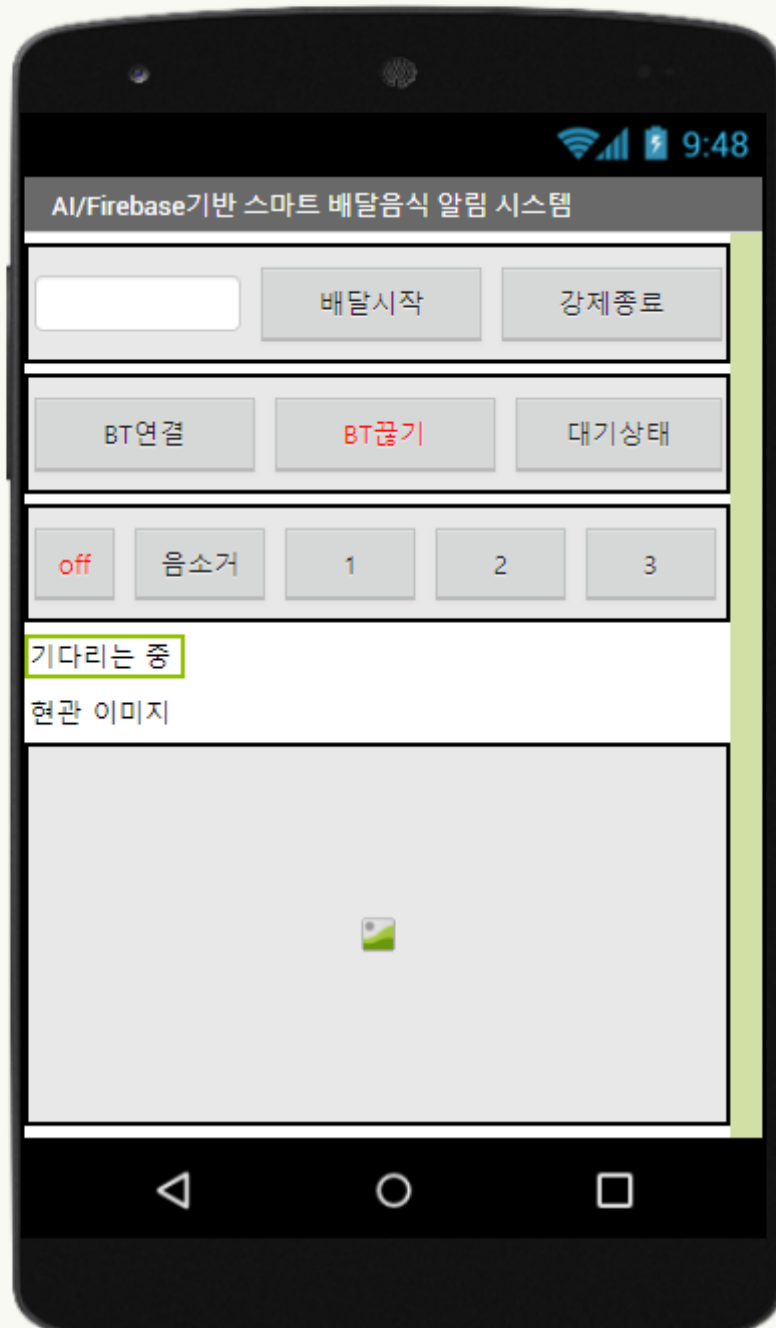 9:48
AI/Firebase기반 스마트 배달음식 알림 시스템
배달시작 강제종료
BT연결 BT끊기 대기상태
off 음소거 1 2 3
기다리는 중
현관 이미지